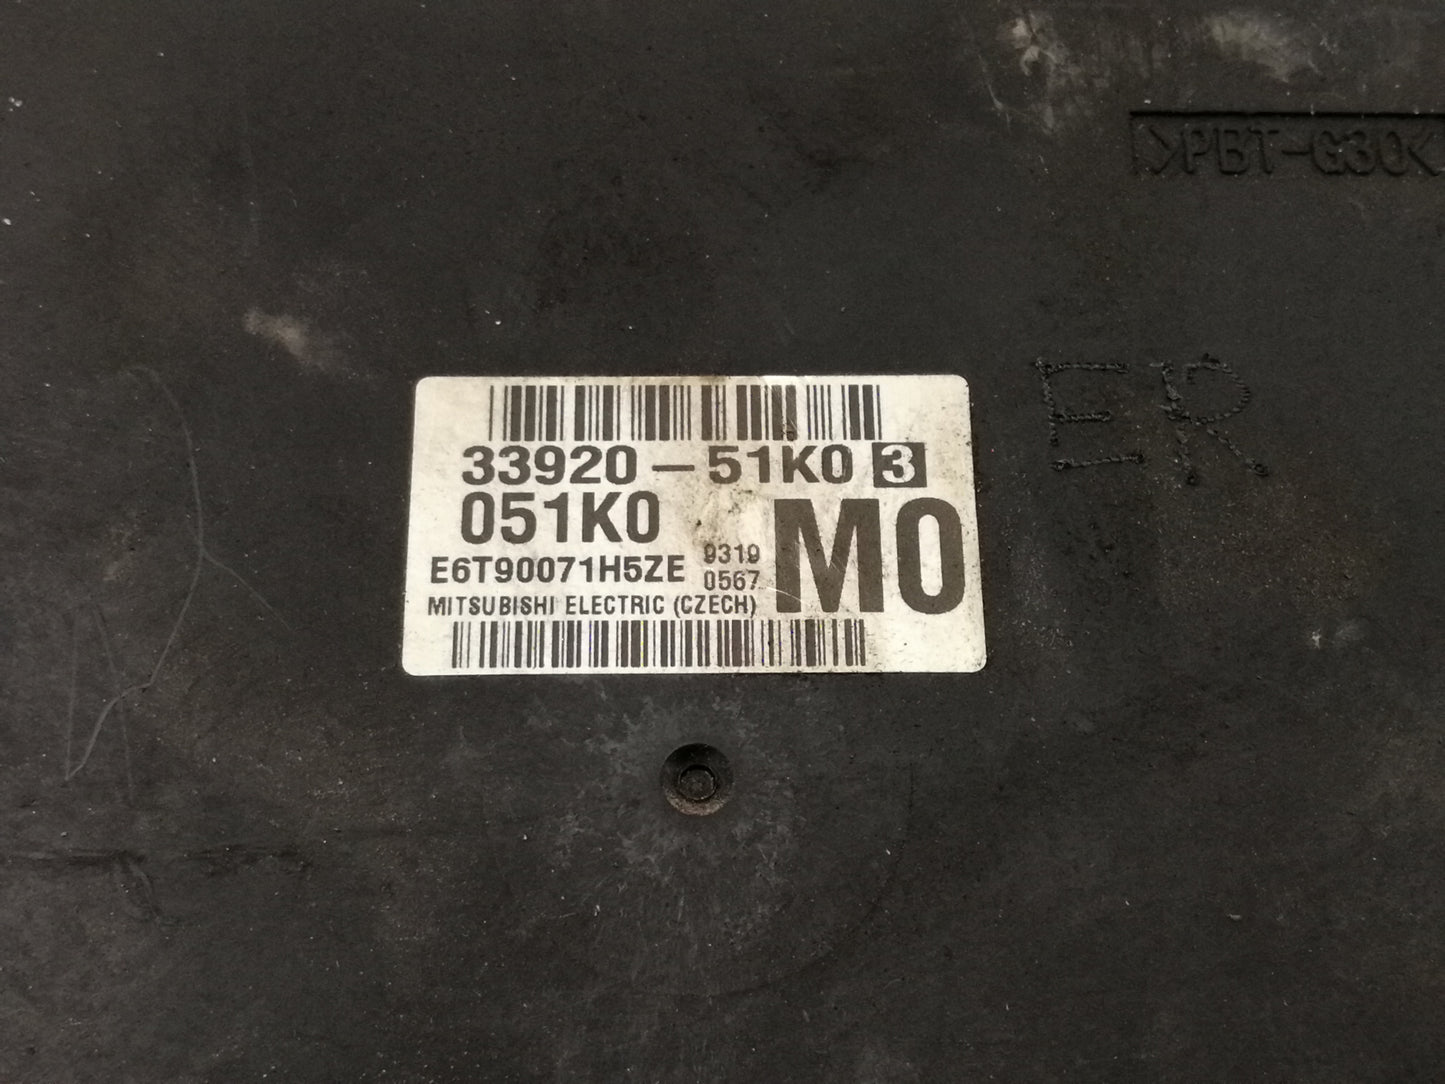 >PBT-G30<
ER
33920-51K0 3
051K0
M0
E6T90071H5ZE
9319
0567
MITSUBISHI ELECTRIC (CZECH)